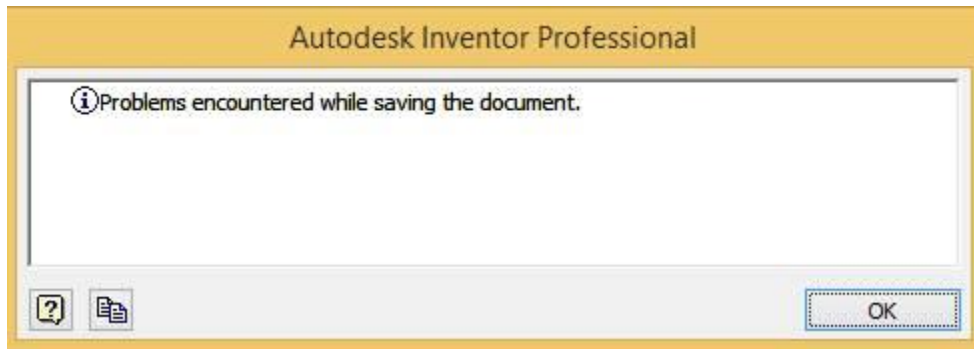 Autodesk Inventor Professional
Problems encountered while saving the document.
OK